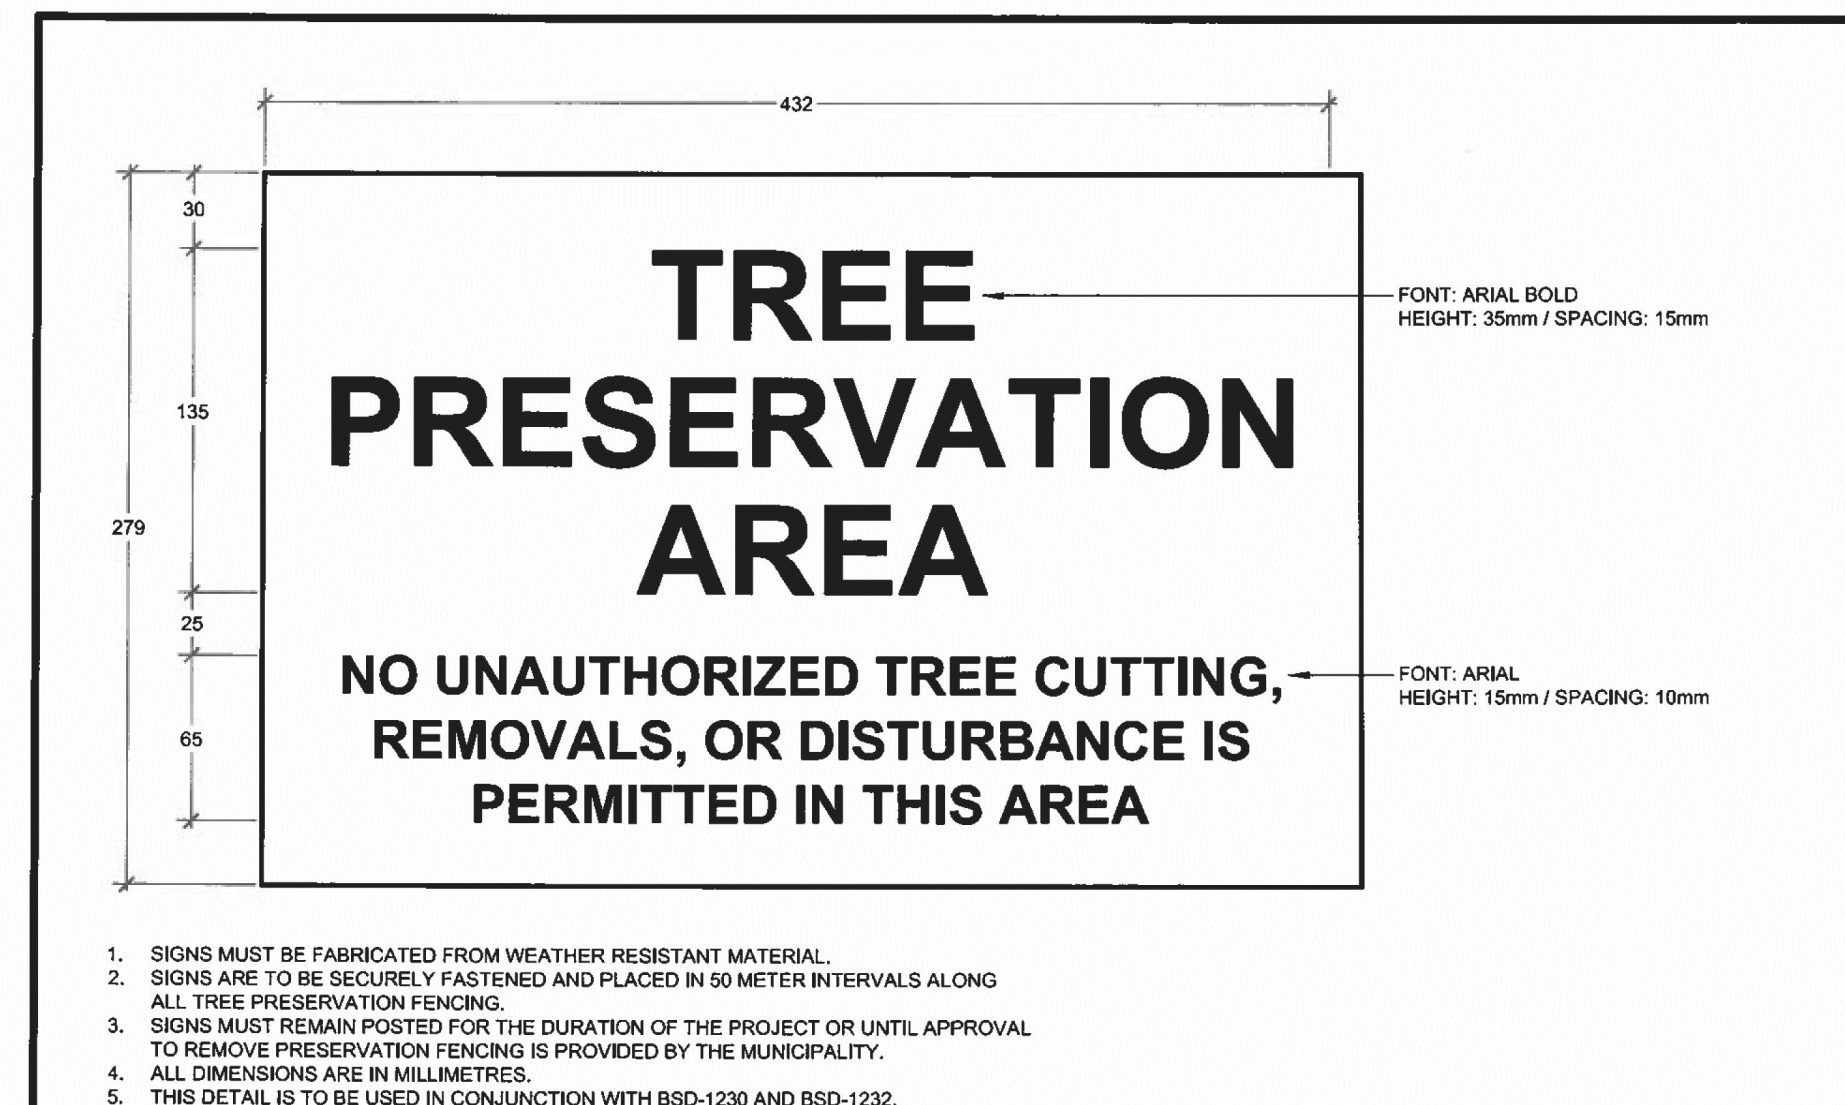 432
30
TREE
FONT: ARIAL BOLD
HEIGHT: 35mm / SPACING: 15mm
135
PRESERVATION
279
AREA
25
NO UNAUTHORIZED TREE CUTTING,
FONT: ARIAL
HEIGHT: 15mm / SPACING: 10mm
65
REMOVALS, OR DISTURBANCE IS
PERMITTED IN THIS AREA
1. SIGNS MUST BE FABRICATED FROM WEATHER RESISTANT MATERIAL.
2. SIGNS ARE TO BE SECURELY FASTENED AND PLACED IN 50 METER INTERVALS ALONG
ALL TREE PRESERVATION FENCING.
3. SIGNS MUST REMAIN POSTED FOR THE DURATION OF THE PROJECT OR UNTIL APPROVAL
TO REMOVE PRESERVATION FENCING IS PROVIDED BY THE MUNICIPALITY.
4. ALL DIMENSIONS ARE IN MILLIMETRES.
5. THIS DETAIL IS TO BE USED IN CONJUNCTION WITH BSD-1230 AND BSD-1232.